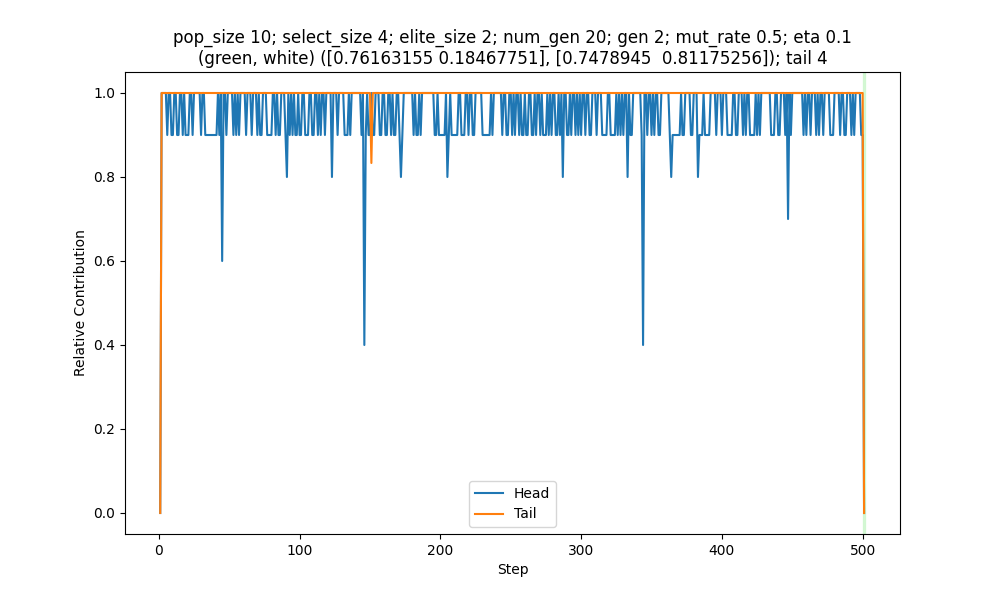 pop_size 10; select_size 4; elite_size 2; num_gen 20; gen 2; mut_rate 0.5; eta 0.1
(green, white) ([0.76163155 0.18467751], [0.7478945  0.81175256]); tail 4
1.0
0.8
0.6
0.4
0.2
0.0
Relative Contribution
Head
Tail
0
100
200
300
400
500
Step